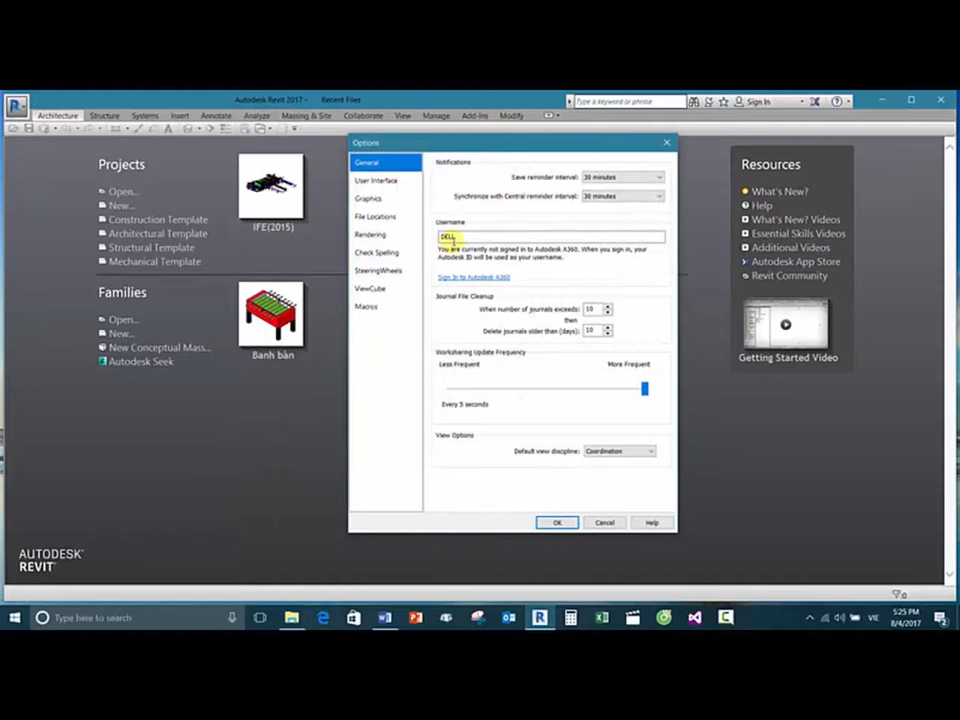 Autodesk Revit 2017 - Recent Files
Type a keyword or phrase
Sign In
Architecture Structure Systems Insert Annotate Analyze Massing & Site Collaborate View Manage Add-Ins Modify
Projects
Open...
New...
Construction Template
Architectural Template
Structural Template
Mechanical Template
IFE(2015)
Families
Open...
New...
New Conceptual Mass...
Autodesk Seek
Banh bàn
AUTODESK®
REVIT®
Options
General
User Interface
Graphics
File Locations
Rendering
Check Spelling
SteeringWheels
ViewCube
Macros
Notifications
Save reminder interval: 30 minutes
Synchronize with Central reminder interval: 30 minutes
Username
DELL
You are currently not signed in to Autodesk A360. When you sign in, your
Autodesk ID will be used as your username.
Sign In to Autodesk A360
Journal File Cleanup
When number of journals exceeds: 10
then
Delete journals older than (days): 10
Worksharing Update Frequency
Less Frequent More Frequent
Every 5 seconds
View Options
Default view discipline: Coordination
OK Cancel Help
Resources
What's New?
Help
What's New? Videos
Essential Skills Videos
Additional Videos
Autodesk App Store
Revit Community
Getting Started Video
:0
Type here to search
VIE
5:25 PM
8/4/2017